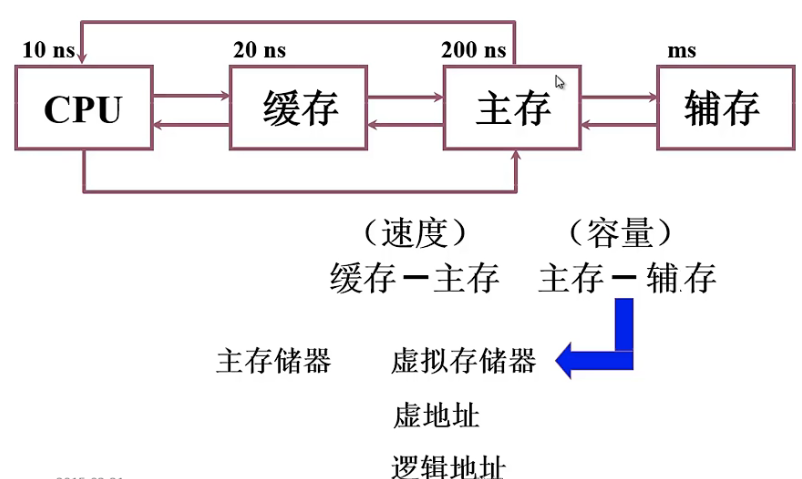 10 ns 20 ns 200 ns ms
CPU 缓存 主存 辅存
（速度） （容量）
缓存－主存 主存－辅存
主存储器 虚拟存储器
虚地址
逻辑地址